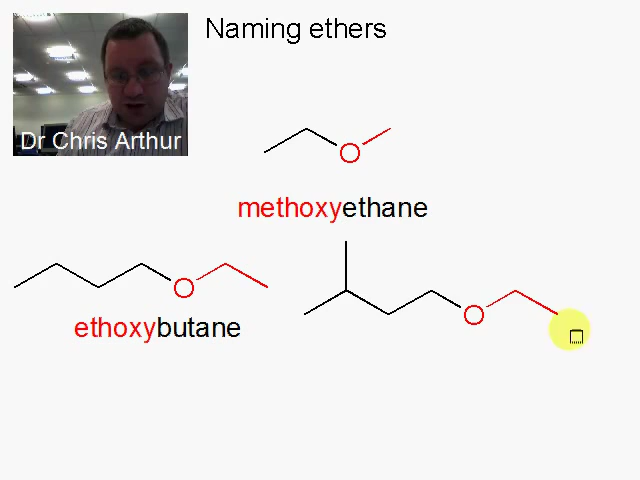 Naming ethers
Dr Chris Arthur
O
methoxyethane
O
O
ethoxybutane